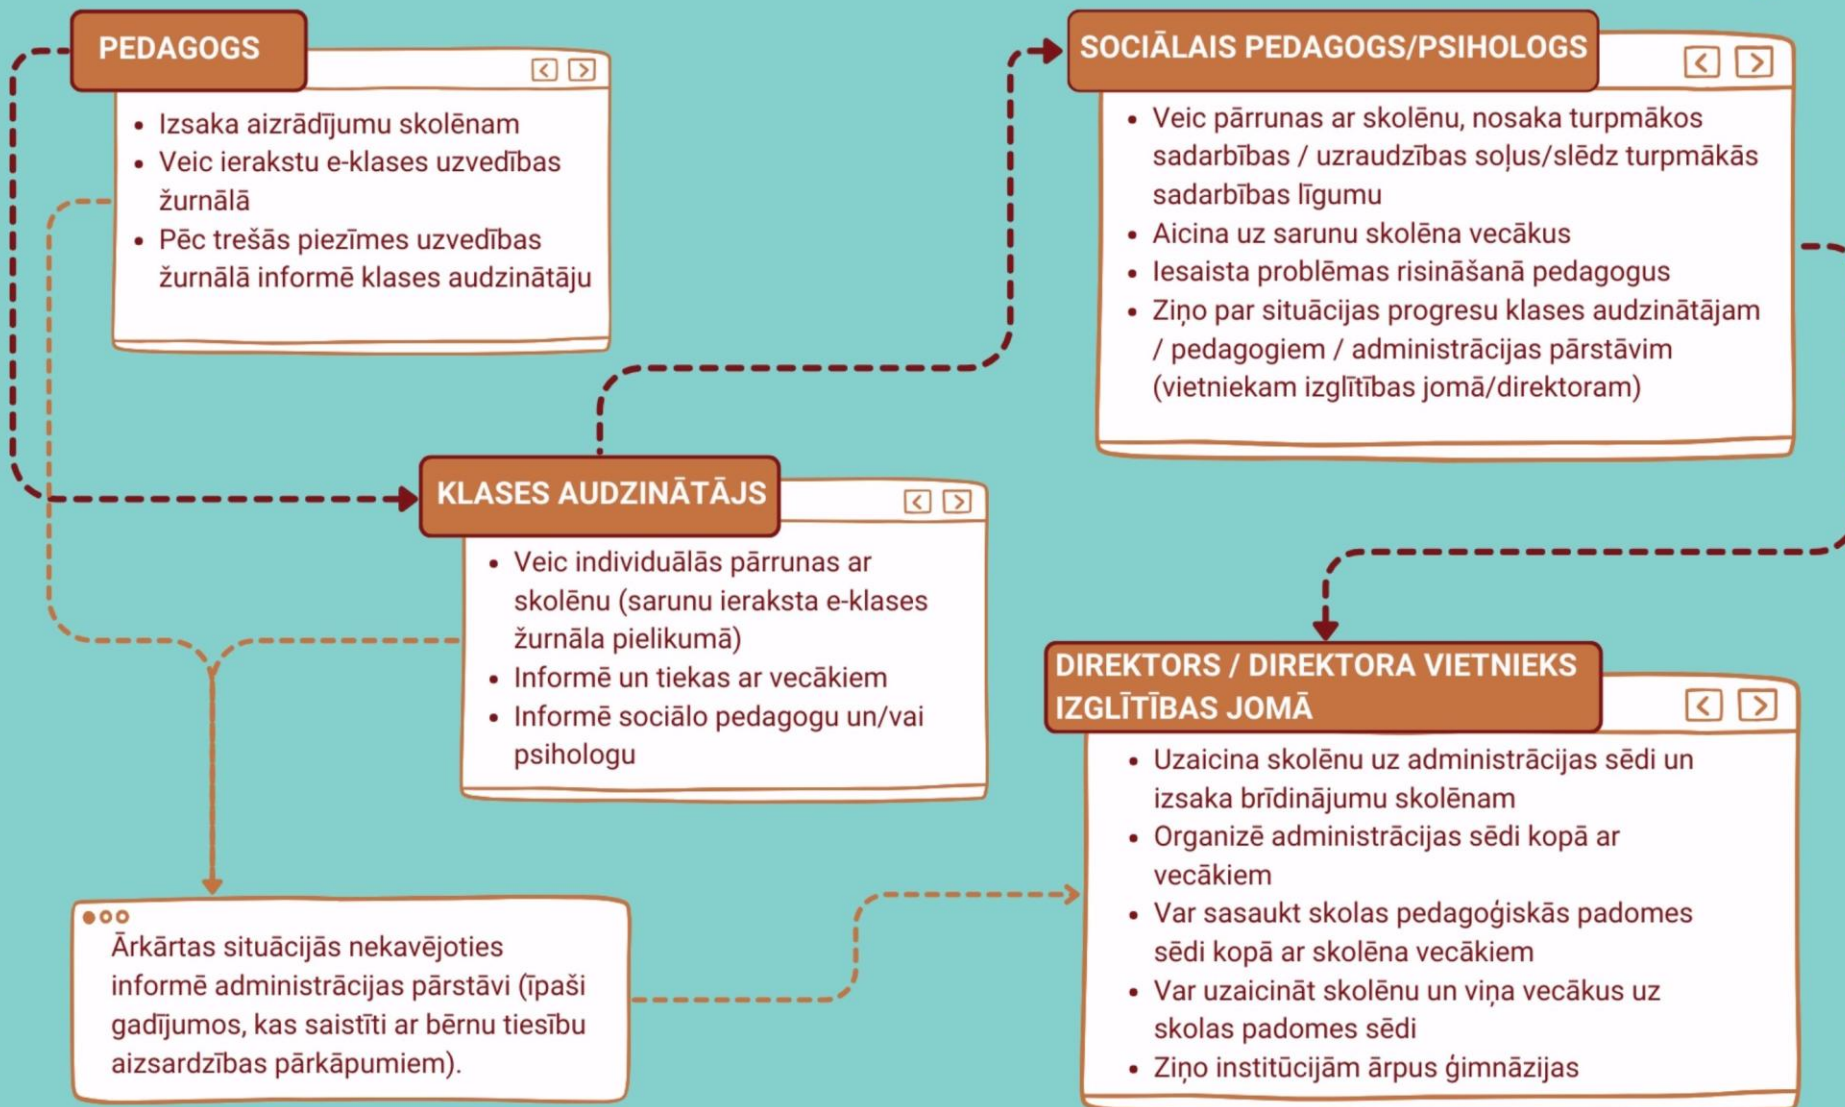 PEDAGOGS
• Izsaka aizrādījumu skolēnam
• Veic ierakstu e-klases uzvedības
žurnālā
• Pēc trešās piezīmes uzvedības
žurnālā informē klases audzinātāju
KLASES AUDZINĀTĀJS
• Veic individuālās pārrunas ar
skolēnu (sarunu ieraksta e-klases
žurnāla pielikumā)
• Informē un tiekas ar vecākiem
• Informē sociālo pedagogu un/vai
psihologu
SOCIĀLAIS PEDAGOGS/PSIHOLOGS
• Veic pārrunas ar skolēnu, nosaka turpmākos
sadarbības / uzraudzības soļus/slēdz turpmākās
sadarbības līgumu
• Aicina uz sarunu skolēna vecākus
• Iesaista problēmas risināšanā pedagogus
• Ziņo par situācijas progresu klases audzinātājam
/ pedagogiem / administrācijas pārstāvim
(vietniekam izglītības jomā/direktoram)
Ārkārtas situācijās nekavējoties
informē administrācijas pārstāvi (īpaši
gadījumos, kas saistīti ar bērnu tiesību
aizsardzības pārkāpumiem).
DIREKTORS / DIREKTORA VIETNIEKS
IZGLĪTĪBAS JOMĀ
• Uzaicina skolēnu uz administrācijas sēdi un
izsaka brīdinājumu skolēnam
• Organizē administrācijas sēdi kopā ar
vecākiem
• Var sasaukt skolas pedagoģiskās padomes
sēdi kopā ar skolēna vecākiem
• Var uzaicināt skolēnu un viņa vecākus uz
skolas padomes sēdi
• Ziņo institūcijām ārpus ģimnāzijas